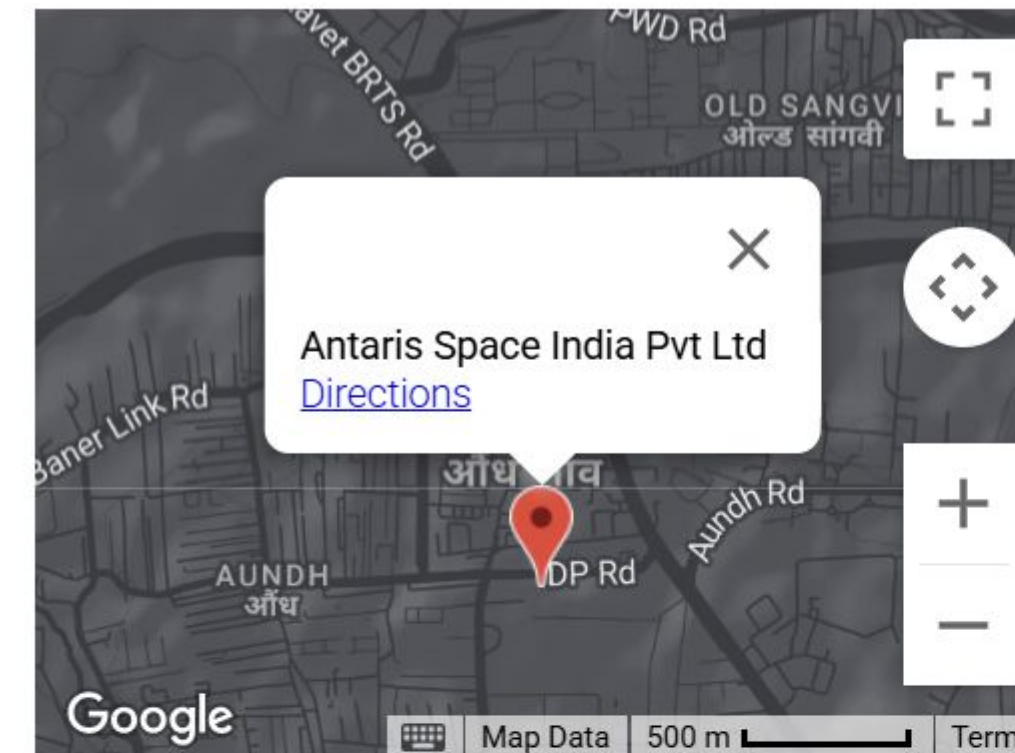 avet BRTS Rd
PWD Rd
OLD SANGVI
ओल्ड सांगवी
Antaris Space India Pvt Ltd
Directions
Baner Link Rd
Aundh Rd
AUNDH
औंध
DP Rd
Google
Map Data
500 m
Term